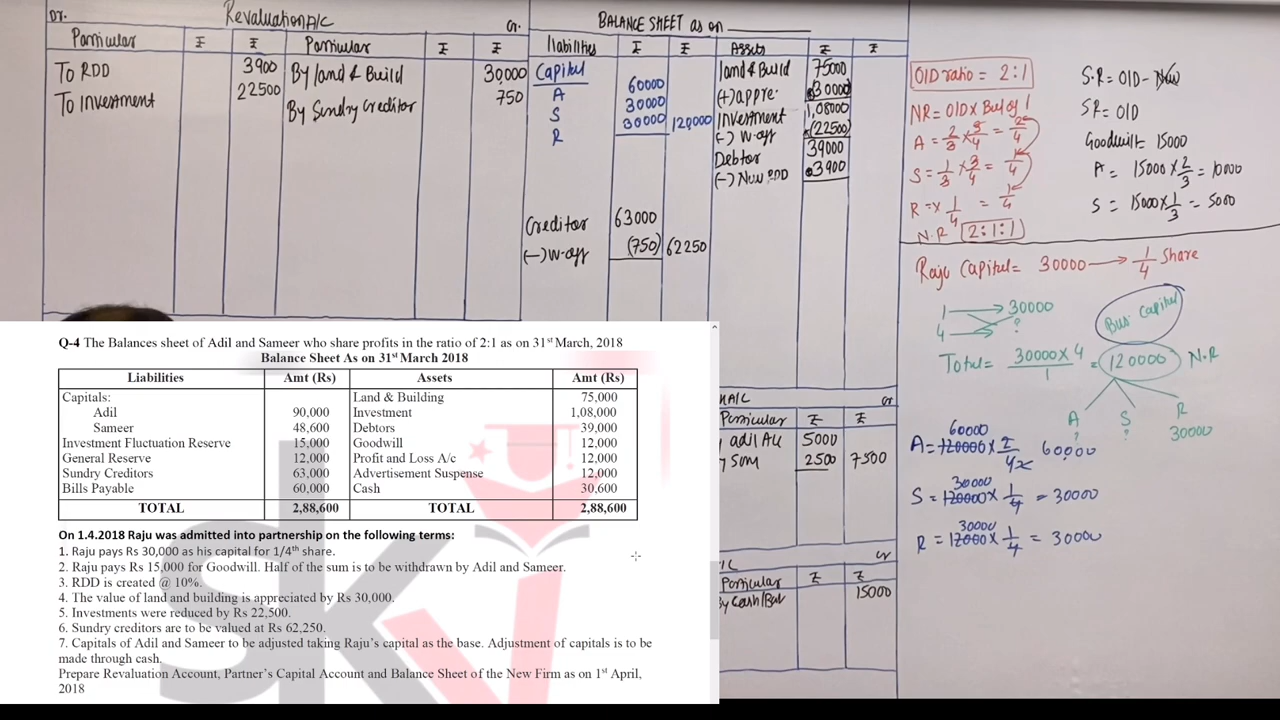 Dr. Revaluation A/C Cr.
Particular ₹ ₹ Particular ₹ ₹
To RDD 3900 By land & Build 30,000
To Investment 22500 By Sundry Creditor 750
BALANCE SHEET as on
liabilities ₹ ₹ Assets ₹ ₹
Capital land & Build 75000
A 60000 (+) appre. 30000
S 30000 Investment 1,08000
R 30000 120,000 (-) W-off (22500)
Debtor 39000
(-) New RDD 3900
Creditor 63000
(-) W-off (750) 62250
OLD ratio = 2:1
NR = OLD × Bal of 1
A = 2/3 × 3/4 = 2/4
S = 1/3 × 3/4 = 1/4
R = × 1/4 = 1/4
N.R 2:1:1
S.R = OLD - New
SR = OLD
Goodwill = 15000
A = 15000 × 2/3 = 10000
S = 15000 × 1/3 = 5000
Raju Capital = 30000 → 1/4 Share
1 → 30000
4 → ?
Bus. Capital
Total = 30000 × 4 / 1 = 120000 N.R
A S R
? ? 30000
60000
A = 120000 × 2/4 = 60000
30000
S = 120000 × 1/4 = 30000
30000
R = 120000 × 1/4 = 30000
A/C Cr
Particular ₹ ₹
adil A/c 5000
Sam 2500 7500
Cr
Particular ₹ ₹
By Cash/Bal 15000
Q-4 The Balances sheet of Adil and Sameer who share profits in the ratio of 2:1 as on 31st March, 2018
Balance Sheet As on 31st March 2018
Liabilities Amt (Rs) Assets Amt (Rs)
Capitals: Land & Building 75,000
Adil 90,000 Investment 1,08,000
Sameer 48,600 Debtors 39,000
Investment Fluctuation Reserve 15,000 Goodwill 12,000
General Reserve 12,000 Profit and Loss A/c 12,000
Sundry Creditors 63,000 Advertisement Suspense 12,000
Bills Payable 60,000 Cash 30,600
TOTAL 2,88,600 TOTAL 2,88,600
On 1.4.2018 Raju was admitted into partnership on the following terms:
1. Raju pays Rs 30,000 as his capital for 1/4th share.
2. Raju pays Rs 15,000 for Goodwill. Half of the sum is to be withdrawn by Adil and Sameer.
3. RDD is created @ 10%.
4. The value of land and building is appreciated by Rs 30,000.
5. Investments were reduced by Rs 22,500.
6. Sundry creditors are to be valued at Rs 62,250.
7. Capitals of Adil and Sameer to be adjusted taking Raju's capital as the base. Adjustment of capitals is to be
made through cash.
Prepare Revaluation Account, Partner's Capital Account and Balance Sheet of the New Firm as on 1st April,
2018